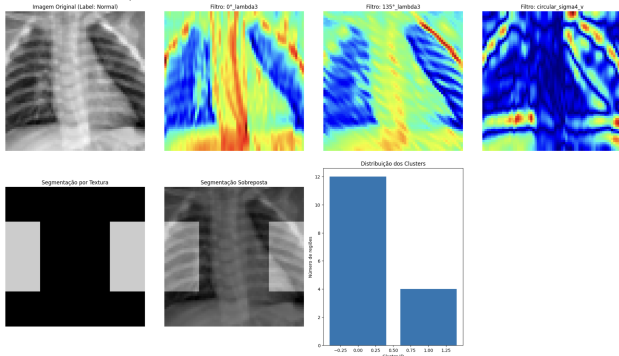 Imagem Original (Label: Normal)
Filtro: 0°_lambda3
Filtro: 135°_lambda3
Filtro: circular_sigma4_v
Segmentação por Textura
Segmentação Sobreposta
Distribuição dos Clusters
Número de regiões
12
10
8
6
4
2
0
−0.25 0.00 0.25 0.50 0.75 1.00 1.25